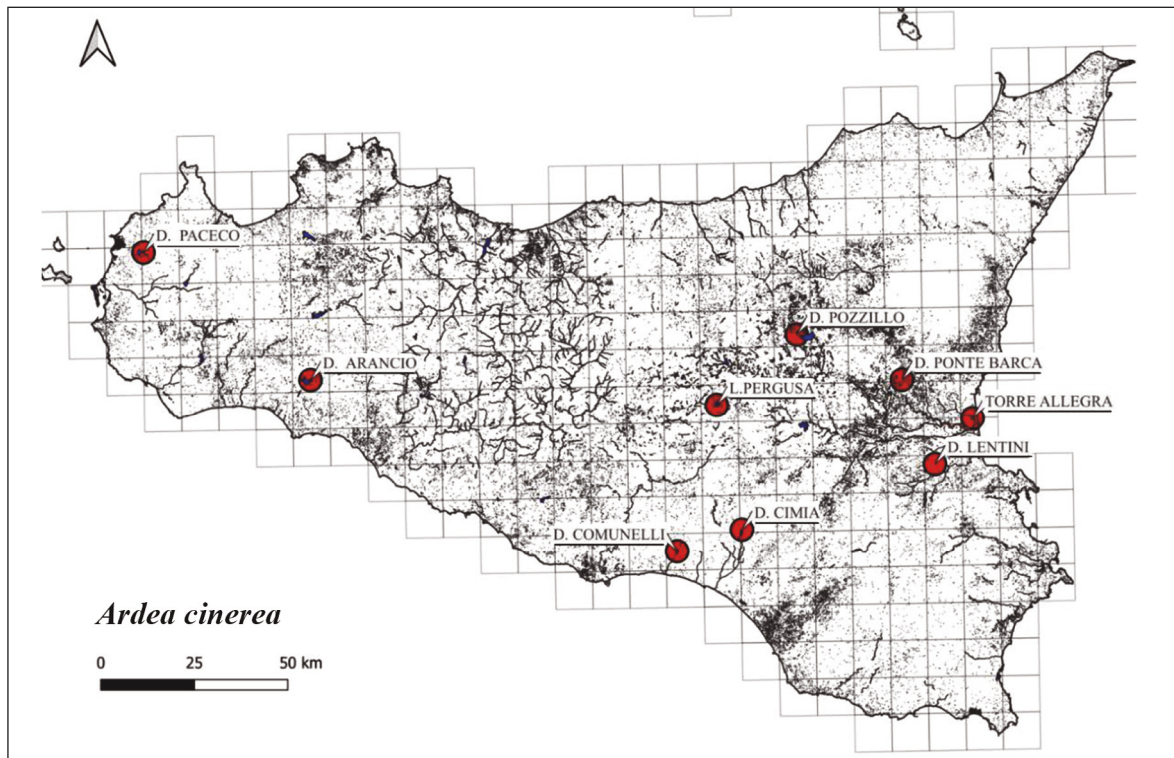 D. PACECO
D. POZZILLO
D. ARANCIO
D. PONTE BARCA
L.PERGUSA
TORRE ALLEGRA
D. LENTINI
D. CIMIA
D. COMUNELLI
Ardea cinerea
0 25 50 km